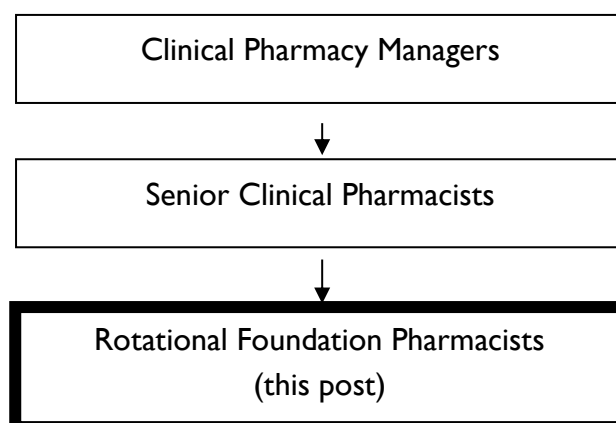 Clinical Pharmacy Managers
Senior Clinical Pharmacists
Rotational Foundation Pharmacists
(this post)